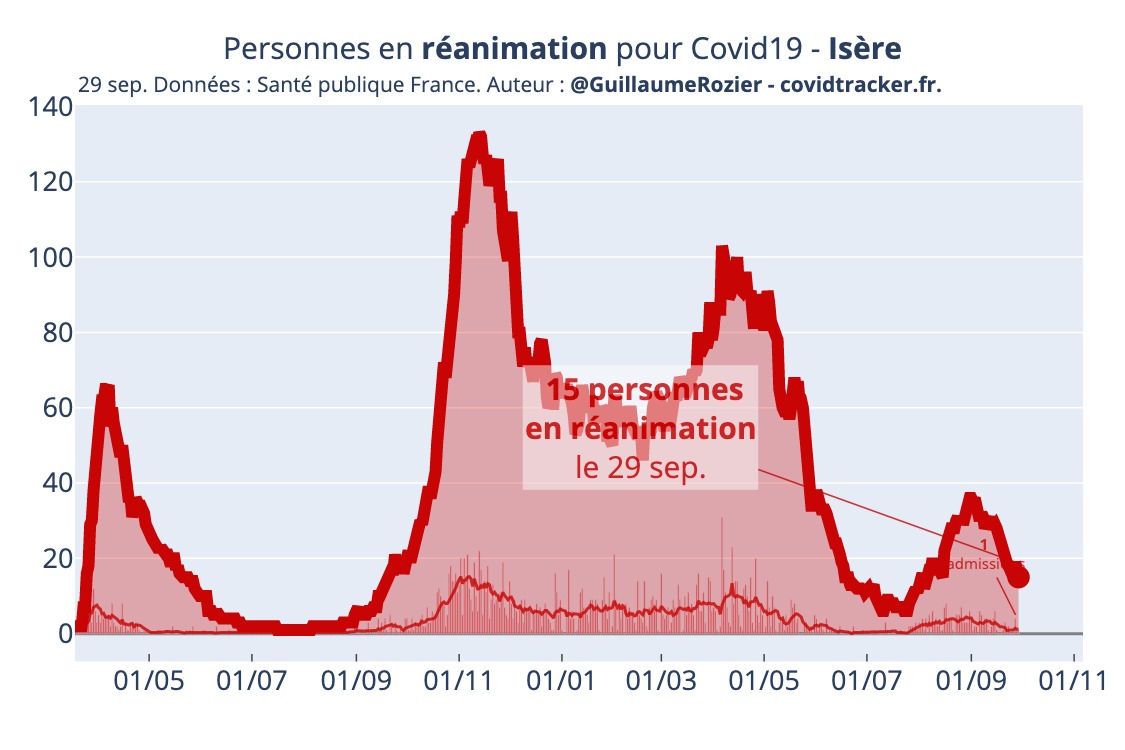 Personnes en réanimation pour Covid19 - Isère
29 sep. Données : Santé publique France. Auteur : @GuillaumeRozier - covidtracker.fr.
140
120
100
80
60
40
20
0
15 personnes
en réanimation
le 29 sep.
1
01/05 01/07 01/09 01/11 01/01 01/03 01/05 01/07 01/09 01/11